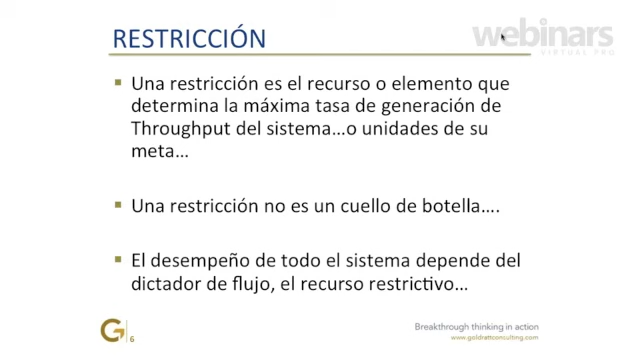 RESTRICCIÓN
webinars
VIRTUAL PRO
Una restricción es el recurso o elemento que
determina la máxima tasa de generación de
Throughput del sistema…o unidades de su
meta…
Una restricción no es un cuello de botella….
El desempeño de todo el sistema depende del
dictador de flujo, el recurso restrictivo…
G 6
Breakthrough thinking in action
www.goldrattconsulting.com